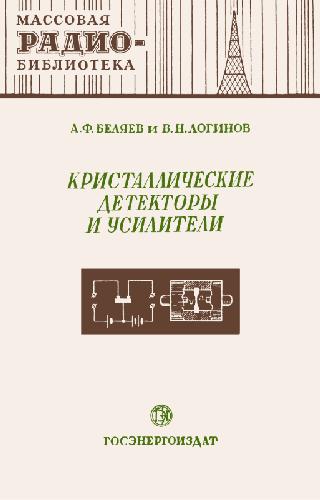 МАССОВАЯ
РАДИО-
БИБЛИОТЕКА
А.Ф.БЕЛЯЕВ И В.Н.ЛОГИНОВ
КРИСТАЛЛИЧЕСКИЕ
ДЕТЕКТОРЫ
И УСИЛИТЕЛИ
ГОСЭНЕРГОИЗДАТ